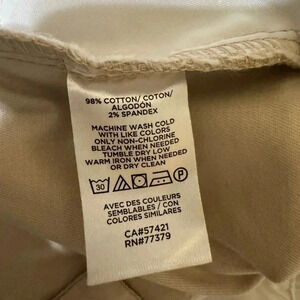 98% COTTON/ COTON/
ALGODÓN
2% SPANDEX
MACHINE WASH COLD
WITH LIKE COLORS
ONLY NON-CHLORINE
BLEACH WHEN NEEDED
TUMBLE DRY LOW
WARM IRON WHEN NEEDED
OR DRY CLEAN
30 P
AVEC DES COULEURS
SEMBLABLES / CON
COLORES SIMILARES
CA#57421
RN#77379